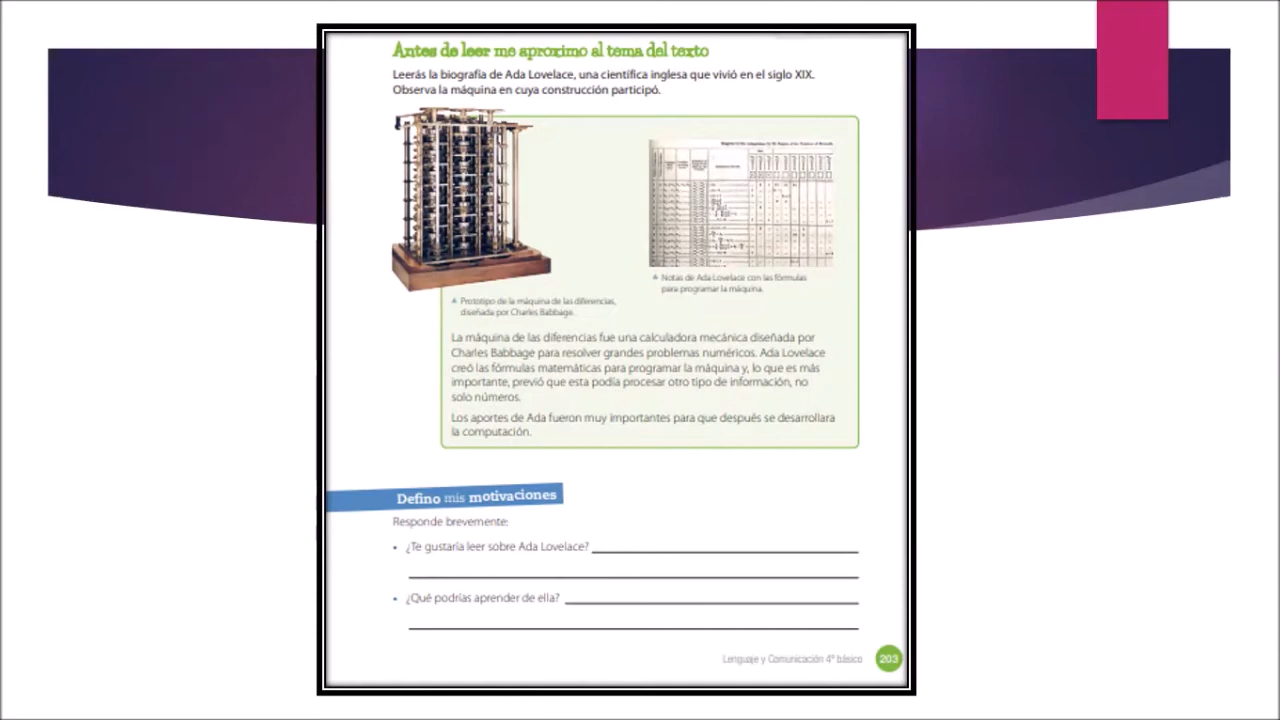 Antes de leer me aproximo al tema del texto
Leerás la biografía de Ada Lovelace, una científica inglesa que vivió en el siglo XIX.
Observa la máquina en cuya construcción participó.
Notas de Ada Lovelace con las fórmulas
para programar la máquina.
Prototipo de la máquina de las diferencias,
diseñada por Charles Babbage.
La máquina de las diferencias fue una calculadora mecánica diseñada por
Charles Babbage para resolver grandes problemas numéricos. Ada Lovelace
creó las fórmulas matemáticas para programar la máquina y, lo que es más
importante, previó que esta podía procesar otro tipo de información, no
solo números.
Los aportes de Ada fueron muy importantes para que después se desarrollara
la computación.
Defino mis motivaciones
Responde brevemente:
• ¿Te gustaría leer sobre Ada Lovelace?
• ¿Qué podrías aprender de ella?
Lenguaje y Comunicación 4º básico
203